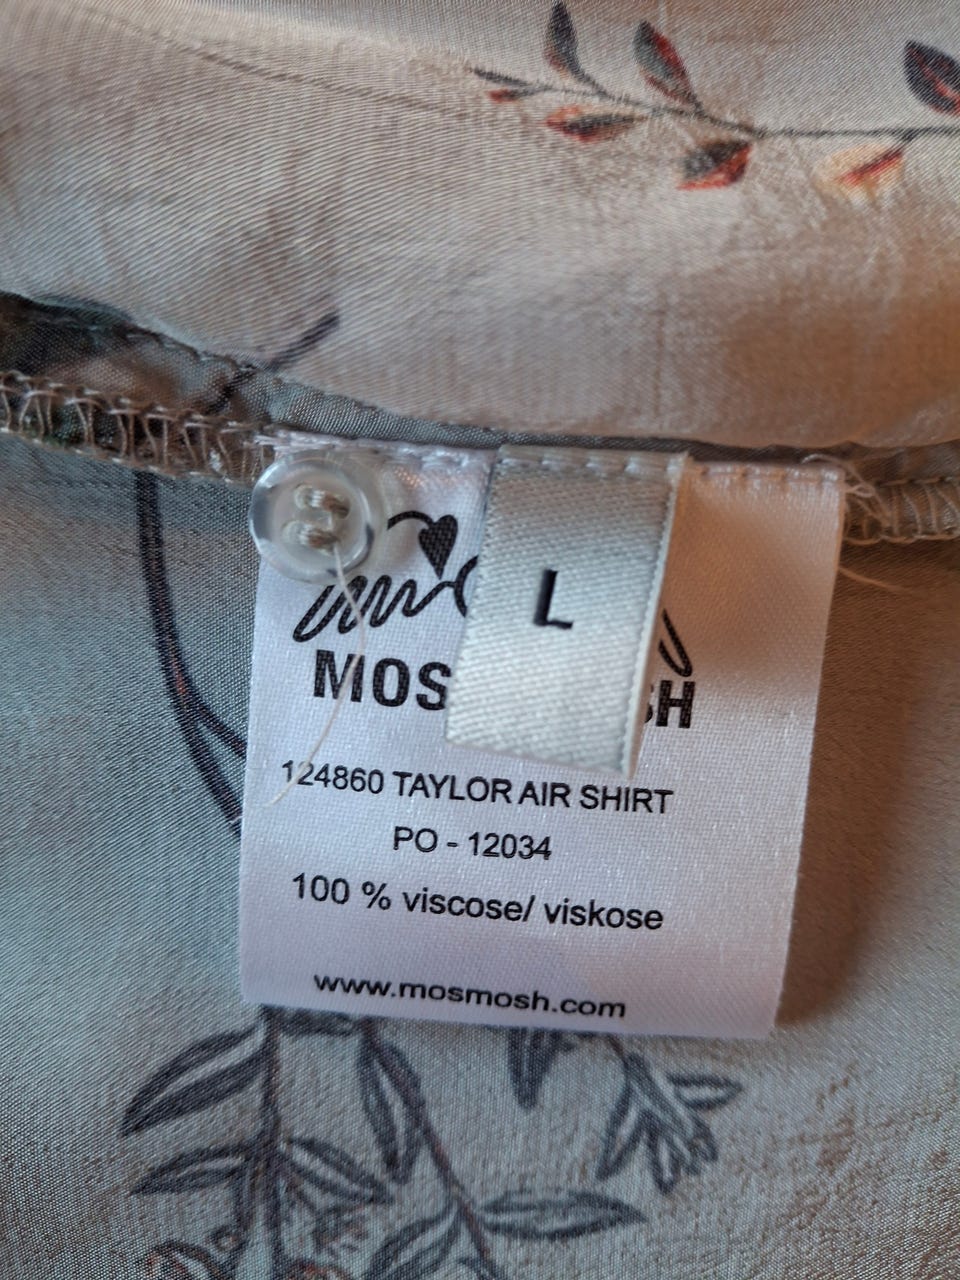 L
MOS SH
124860 TAYLOR AIR SHIRT
PO - 12034
100 % viscose/ viskose
www.mosmosh.com